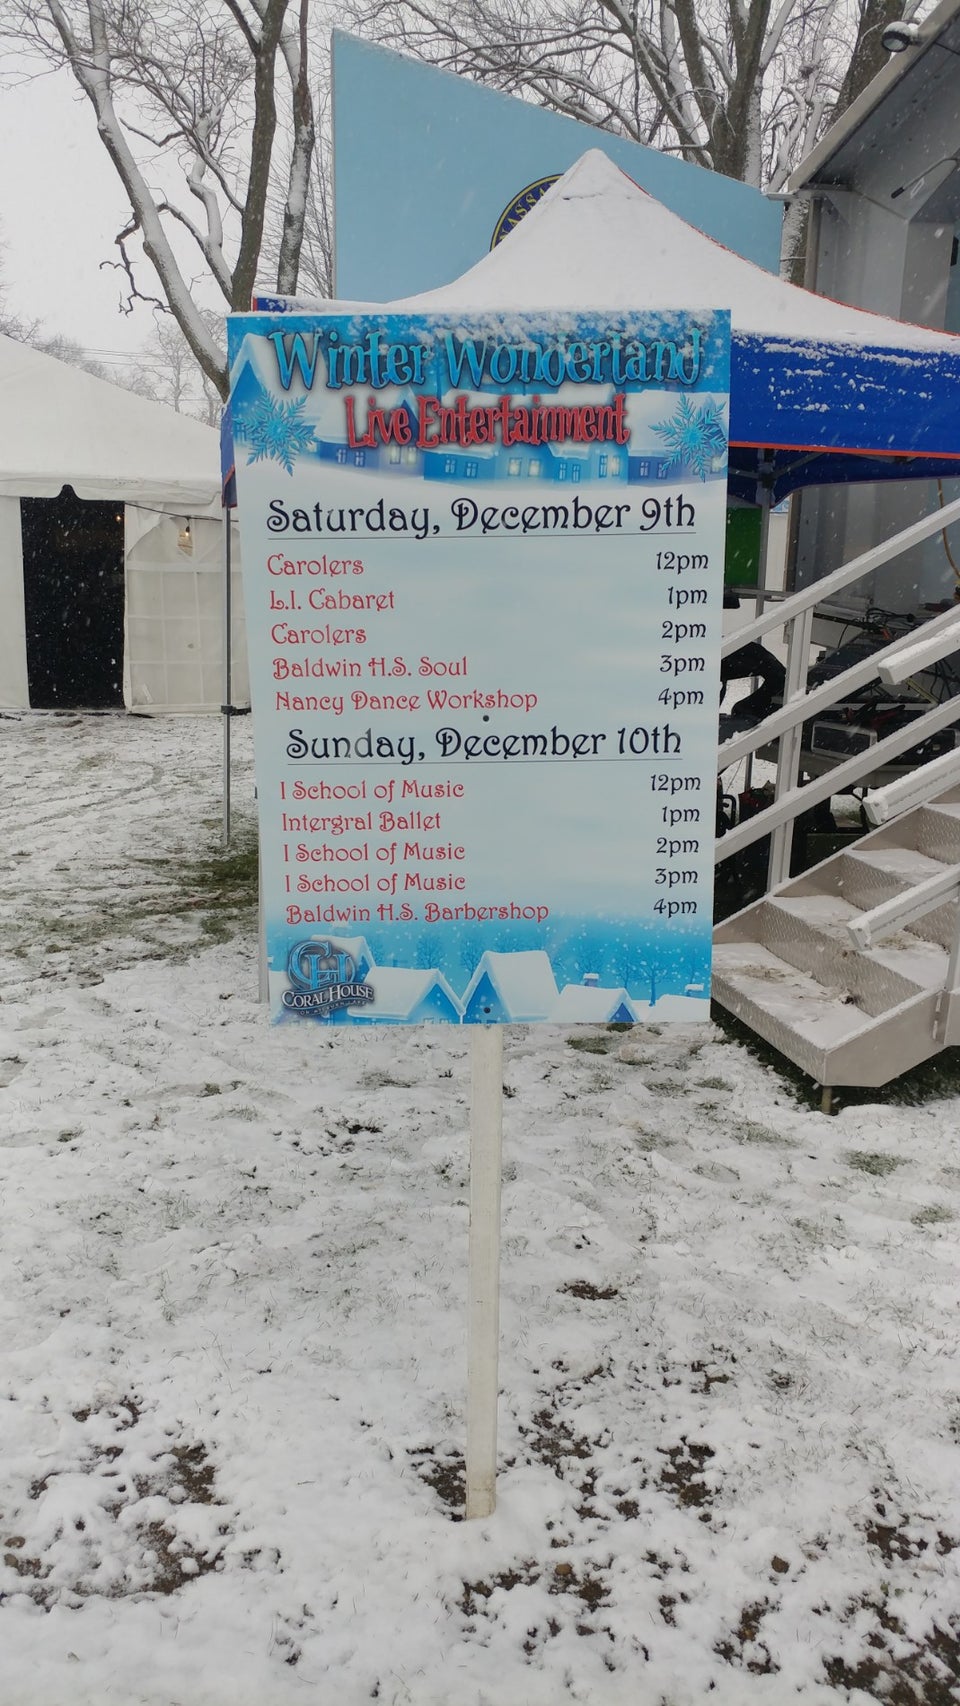 NASSA
Winter Wonderland
Live Entertainment
Saturday, December 9th
Carolers 12pm
L.I. Cabaret 1pm
Carolers 2pm
Baldwin H.S. Soul 3pm
Nancy Dance Workshop 4pm
Sunday, December 10th
I School of Music 12pm
Intergral Ballet 1pm
I School of Music 2pm
I School of Music 3pm
Baldwin H.S. Barbershop 4pm
CH
CORAL HOUSE